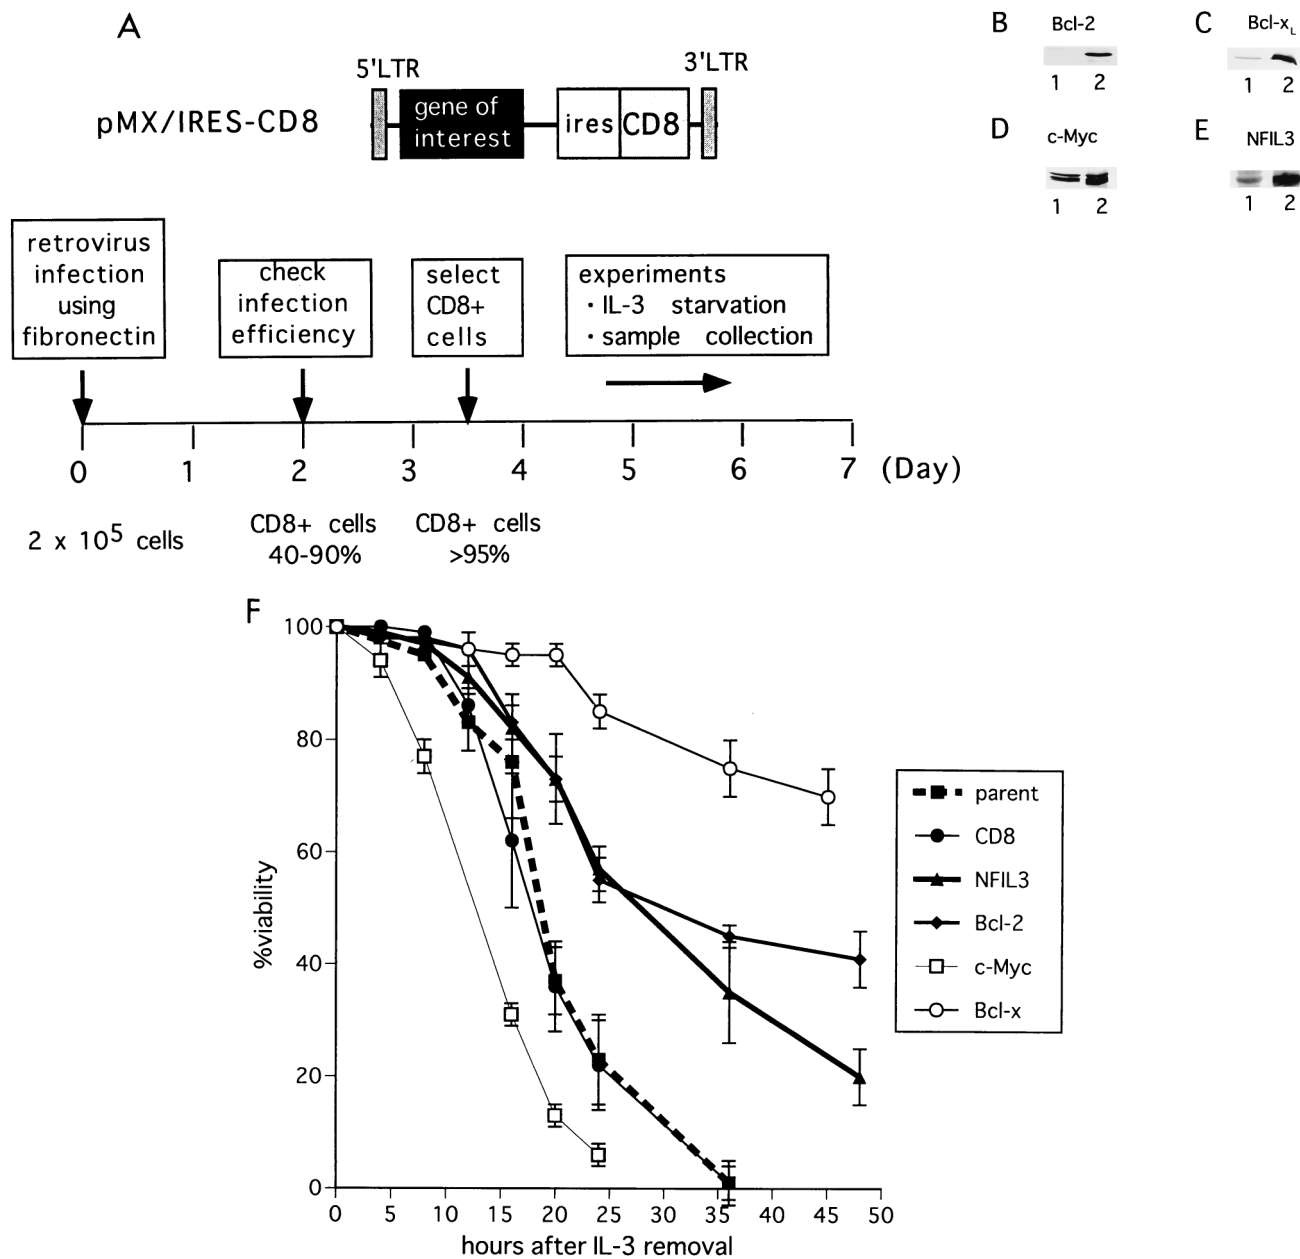 A
5'LTR
3'LTR
pMX/IRES-CD8
gene of
interest
ires
CD8
B
Bcl-2
1 2
C
Bcl-xL
1 2
D
c-Myc
1 2
E
NFIL3
1 2
retrovirus
infection
using
fibronectin
check
infection
efficiency
select
CD8+
cells
experiments
· IL-3 starvation
· sample collection
0 1 2 3 4 5 6 7 (Day)
2 x 10⁵ cells
CD8+ cells
40-90%
CD8+ cells
>95%
F
100
80
60
40
20
0
%viability
0 5 10 15 20 25 30 35 40 45 50
hours after IL-3 removal
parent
CD8
NFIL3
Bcl-2
c-Myc
Bcl-x